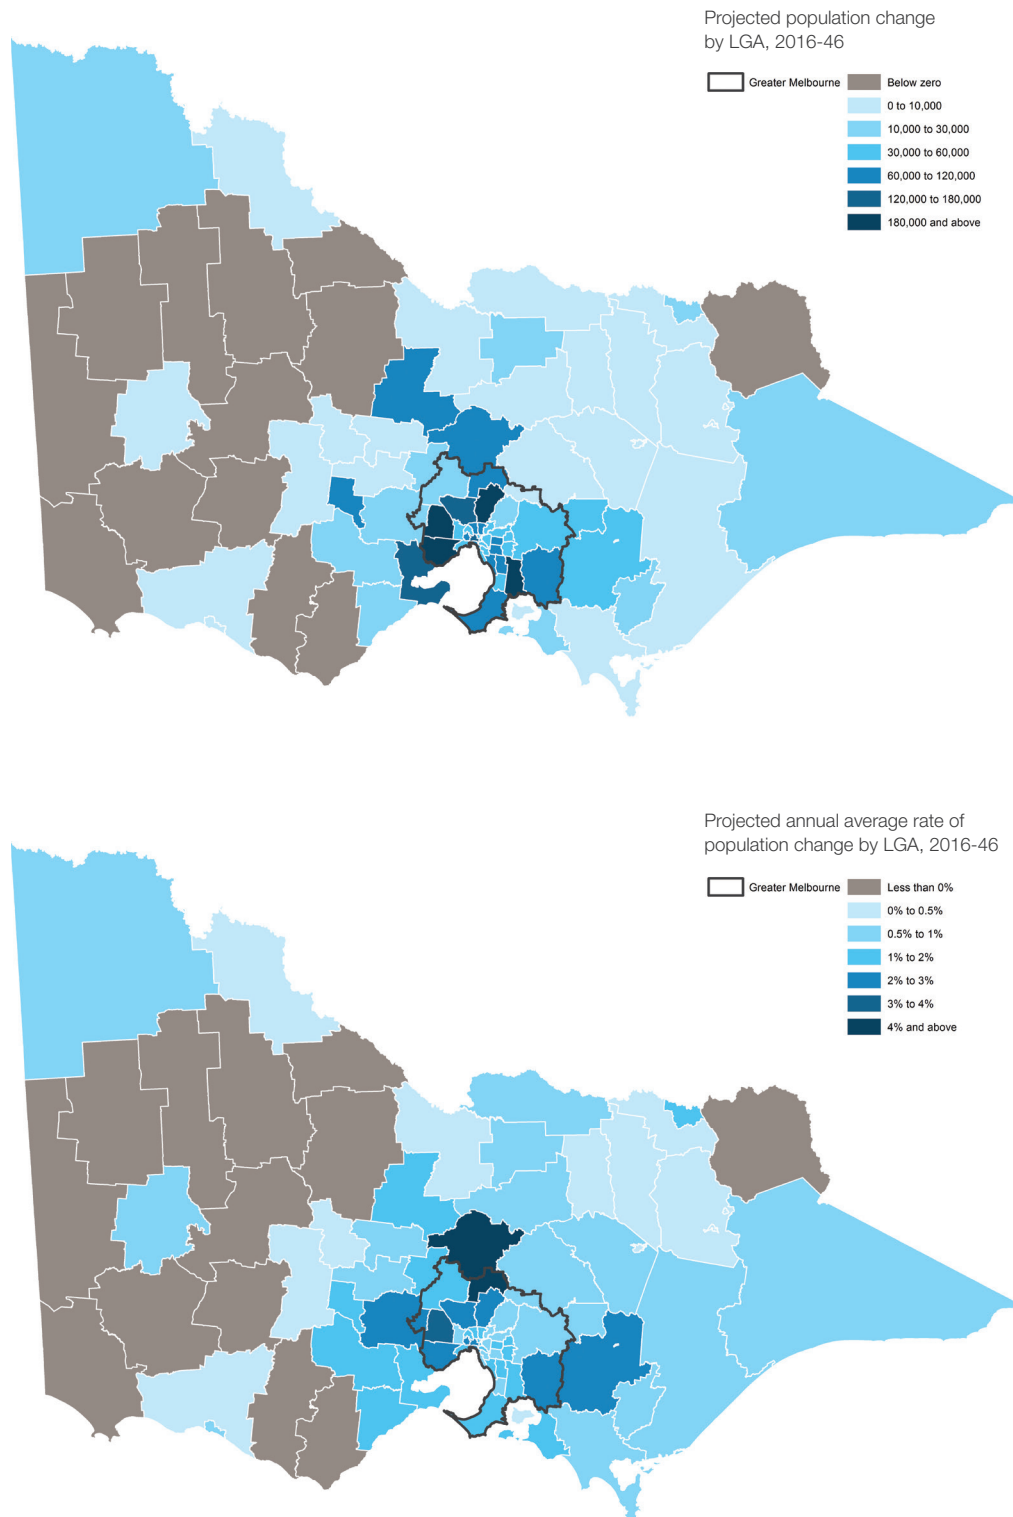 Projected population change
by LGA, 2016-46
Greater Melbourne
Below zero
0 to 10,000
10,000 to 30,000
30,000 to 60,000
60,000 to 120,000
120,000 to 180,000
180,000 and above
Projected annual average rate of
population change by LGA, 2016-46
Greater Melbourne
Less than 0%
0% to 0.5%
0.5% to 1%
1% to 2%
2% to 3%
3% to 4%
4% and above